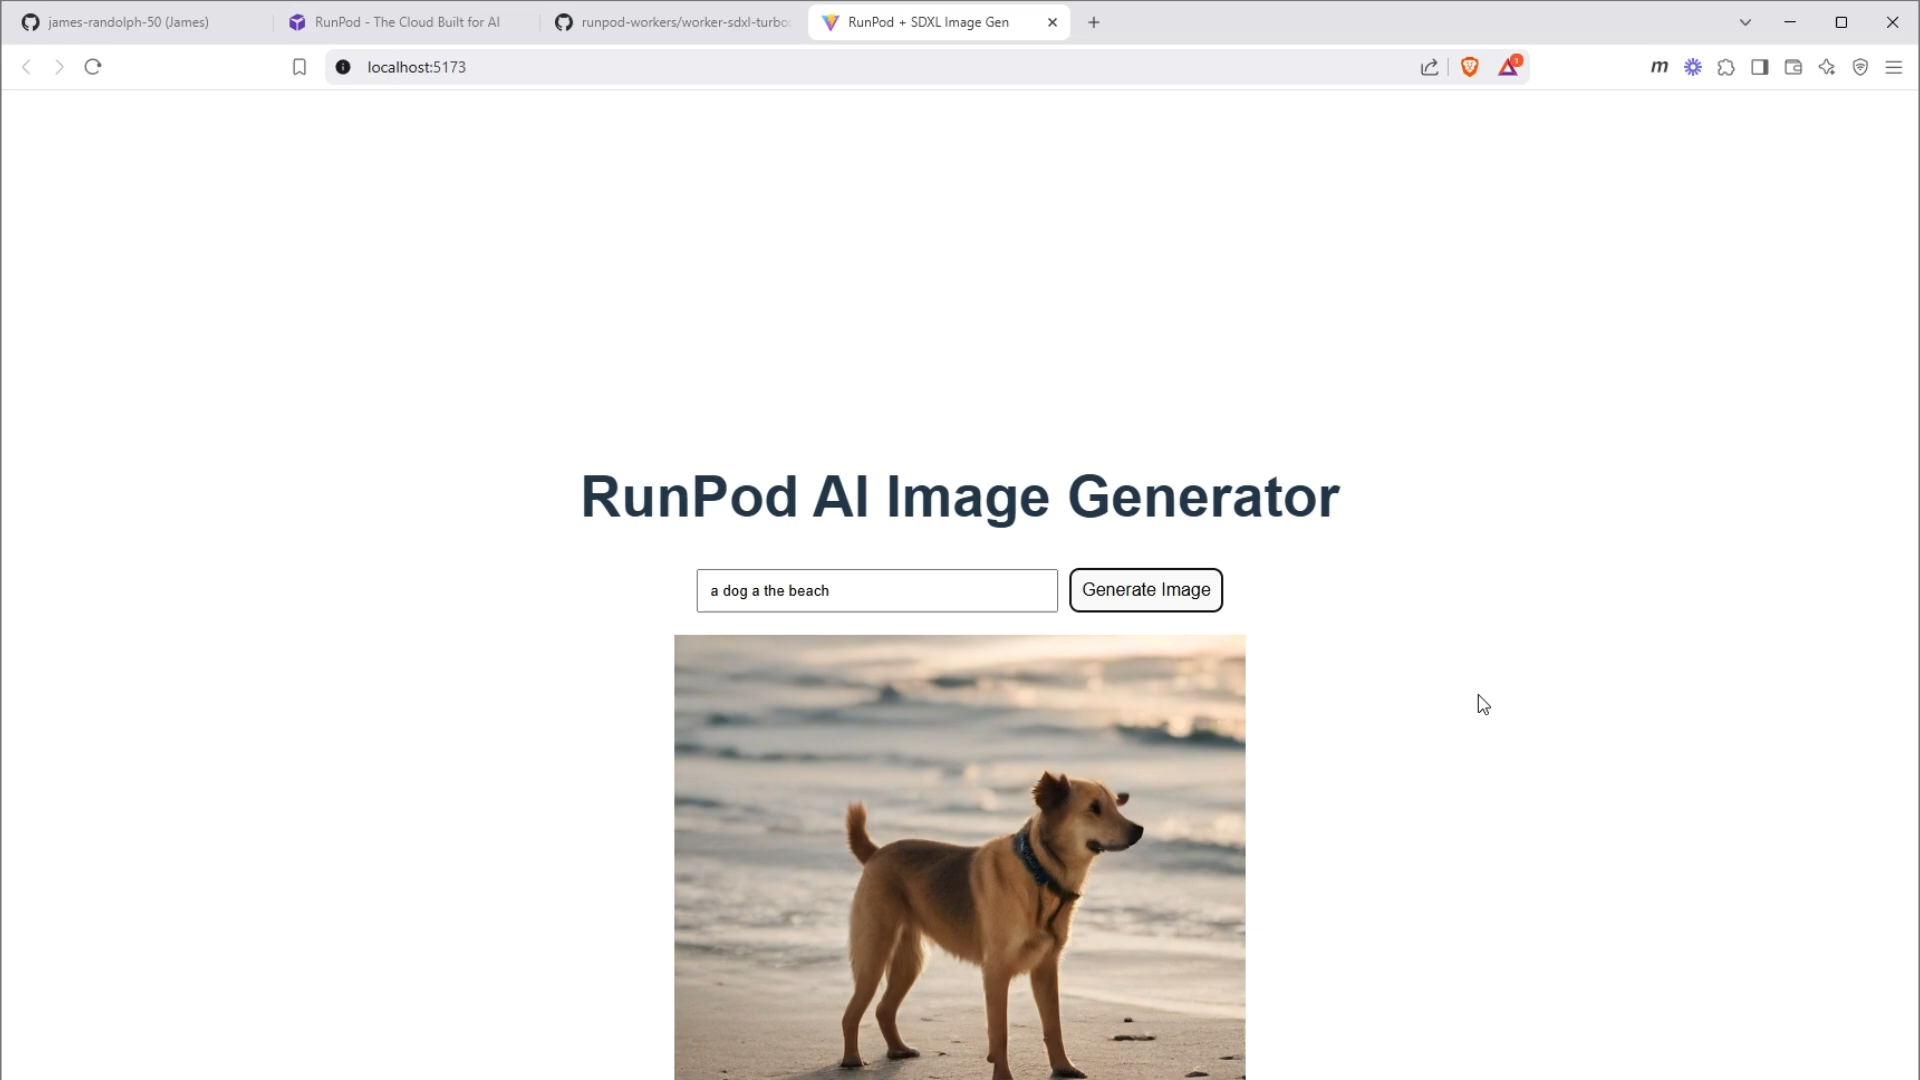 james-randolph-50 (James)
RunPod - The Cloud Built for AI
runpod-workers/worker-sdxl-turbo:
RunPod + SDXL Image Gen
localhost:5173
1
m
RunPod AI Image Generator
a dog a the beach
Generate Image